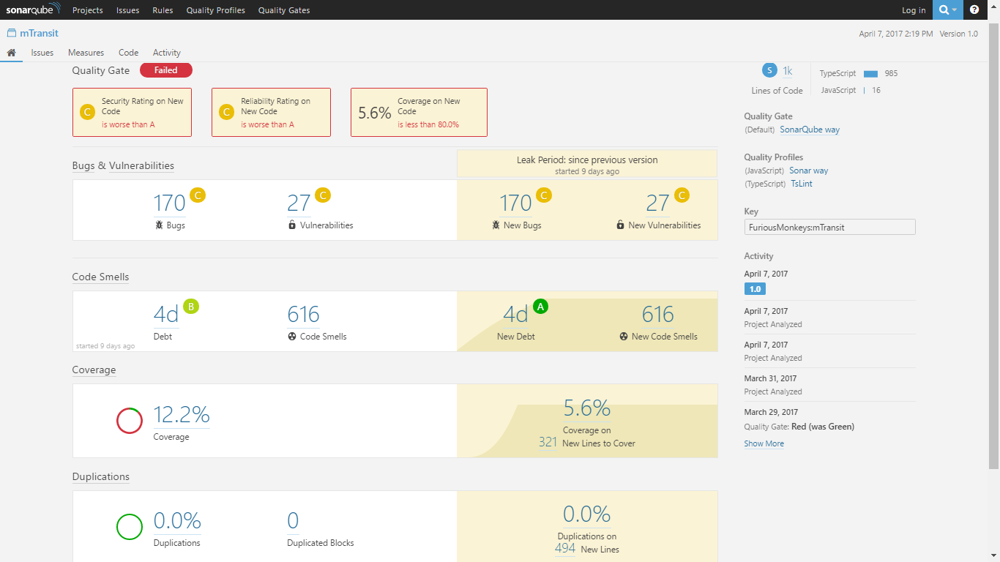 sonarqube Projects Issues Rules Quality Profiles Quality Gates Log in ?
mTransit
April 7, 2017 2:19 PM Version 1.0
Issues Measures Code Activity
Quality Gate Failed
C
Security Rating on New
Code
is worse than A
C
Reliability Rating on
New Code
is worse than A
5.6%
Coverage on New
Code
is less than 80.0%
Bugs & Vulnerabilities
Leak Period: since previous version
started 9 days ago
170 C
Bugs
27 C
Vulnerabilities
170 C
New Bugs
27 C
New Vulnerabilities
Code Smells
4d B
Debt
616
Code Smells
started 9 days ago
4d A
New Debt
616
New Code Smells
Coverage
12.2%
Coverage
5.6%
Coverage on
321 New Lines to Cover
Duplications
0.0%
Duplications
0
Duplicated Blocks
0.0%
Duplications on
494 New Lines
S 1k
Lines of Code
TypeScript 985
JavaScript 16
Quality Gate
(Default) SonarQube way
Quality Profiles
(JavaScript) Sonar way
(TypeScript) TsLint
Key
FuriousMonkeys:mTransit
Activity
April 7, 2017
1.0
April 7, 2017
Project Analyzed
April 7, 2017
Project Analyzed
March 31, 2017
Project Analyzed
March 29, 2017
Quality Gate: Red (was Green)
Show More